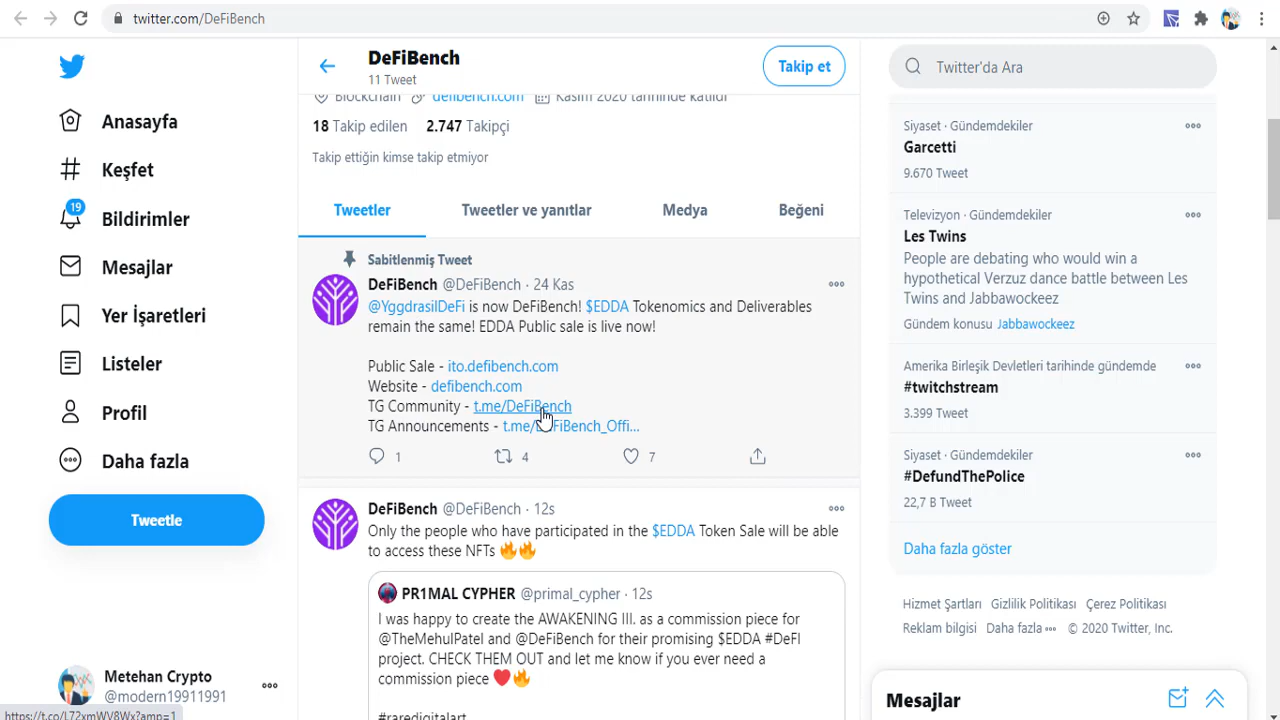 twitter.com/DeFiBench
Anasayfa
Keşfet
19
Bildirimler
Mesajlar
Yer İşaretleri
Listeler
Profil
Daha fazla
Tweetle
Metehan Crypto
@modern19911991
https://t.co/L72xmWV8Wx?amp=1
DeFiBench
11 Tweet
Takip et
Blockchain defibench.com Kasım 2020 tarihinde katıldı
18 Takip edilen 2.747 Takipçi
Takip ettiğin kimse takip etmiyor
Tweetler Tweetler ve yanıtlar Medya Beğeni
Sabitlenmiş Tweet
DeFiBench @DeFiBench · 24 Kas
@YggdrasilDeFi is now DeFiBench! $EDDA Tokenomics and Deliverables
remain the same! EDDA Public sale is live now!
Public Sale - ito.defibench.com
Website - defibench.com
TG Community - t.me/DeFiBench
TG Announcements - t.me/DeFiBench_Offi...
1 4 7
DeFiBench @DeFiBench · 12s
Only the people who have participated in the $EDDA Token Sale will be able
to access these NFTs 🔥🔥
PR1MAL CYPHER @primal_cypher · 12s
I was happy to create the AWAKENING III. as a commission piece for
@TheMehulPatel and @DeFiBench for their promising $EDDA #DeFI
project. CHECK THEM OUT and let me know if you ever need a
commission piece ❤️🔥
#raredigitalart
Twitter'da Ara
Siyaset · Gündemdekiler
Garcetti
9.670 Tweet
Televizyon · Gündemdekiler
Les Twins
People are debating who would win a
hypothetical Verzuz dance battle between Les
Twins and Jabbawockeez
Gündem konusu Jabbawockeez
Amerika Birleşik Devletleri tarihinde gündemde
#twitchstream
3.399 Tweet
Siyaset · Gündemdekiler
#DefundThePolice
22,7 B Tweet
Daha fazla göster
Hizmet Şartları Gizlilik Politikası Çerez Politikası
Reklam bilgisi Daha fazla ••• © 2020 Twitter, Inc.
Mesajlar